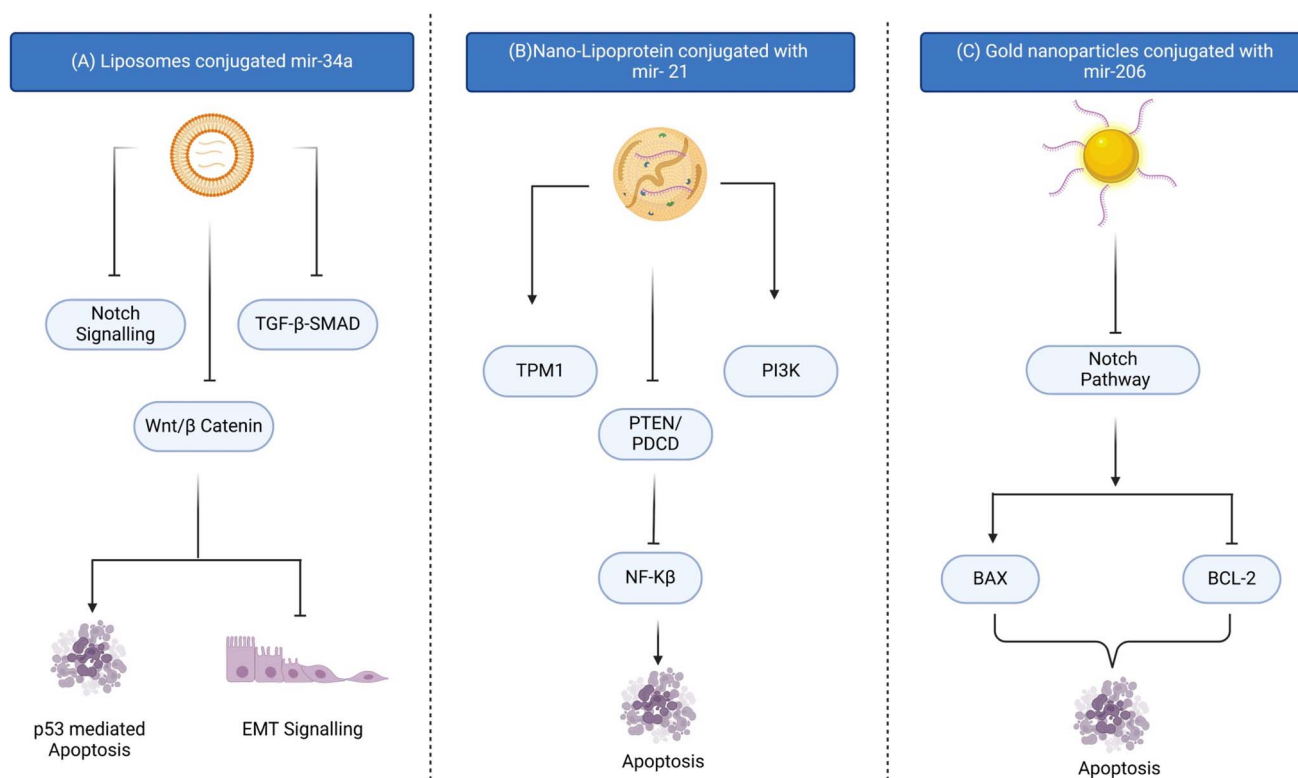 (A) Liposomes conjugated mir-34a
Notch
Signalling
TGF-β-SMAD
Wnt/β Catenin
p53 mediated
Apoptosis
EMT Signalling
(B)Nano-Lipoprotein conjugated with
mir- 21
TPM1
PI3K
PTEN/
PDCD
NF-Kβ
Apoptosis
(C) Gold nanoparticles conjugated with
mir-206
Notch
Pathway
BAX
BCL-2
Apoptosis